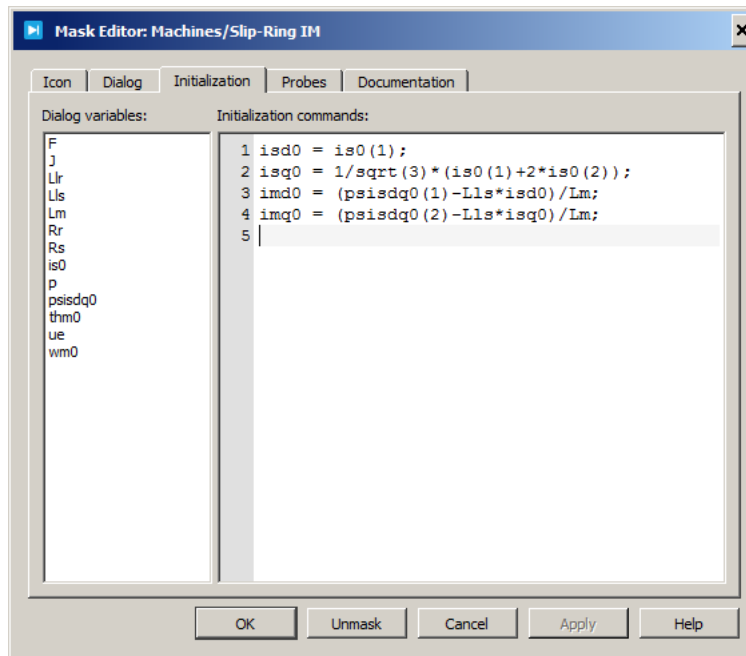 Mask Editor: Machines/Slip-Ring IM
Icon Dialog Initialization Probes Documentation
Dialog variables: Initialization commands:
F
J
Llr
Lls
Lm
Rr
Rs
is0
p
psisdq0
thm0
ue
wm0
1 isd0 = is0(1);
2 isq0 = 1/sqrt(3)*(is0(1)+2*is0(2));
3 imd0 = (psisdq0(1)-Lls*isd0)/Lm;
4 imq0 = (psisdq0(2)-Lls*isq0)/Lm;
5
OK Unmask Cancel Apply Help